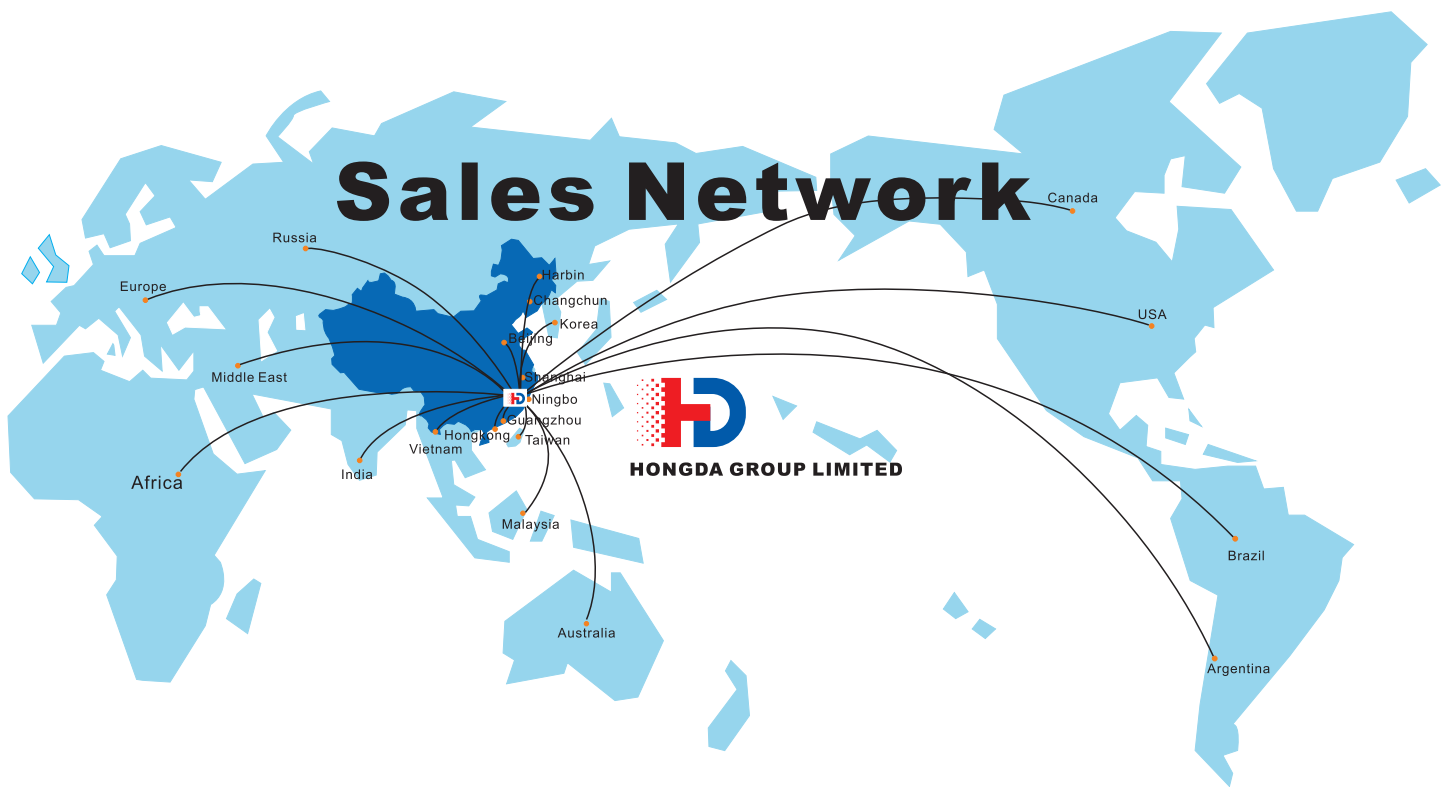 Sales Network
Canada
Russia
Harbin
Europe
Changchun
USA
Korea
Beijing
Middle East
Shanghai
HD
Ningbo
HD
Guangzhou
Hongkong
Taiwan
Vietnam
HONGDA GROUP LIMITED
India
Africa
Malaysia
Brazil
Australia
Argentina